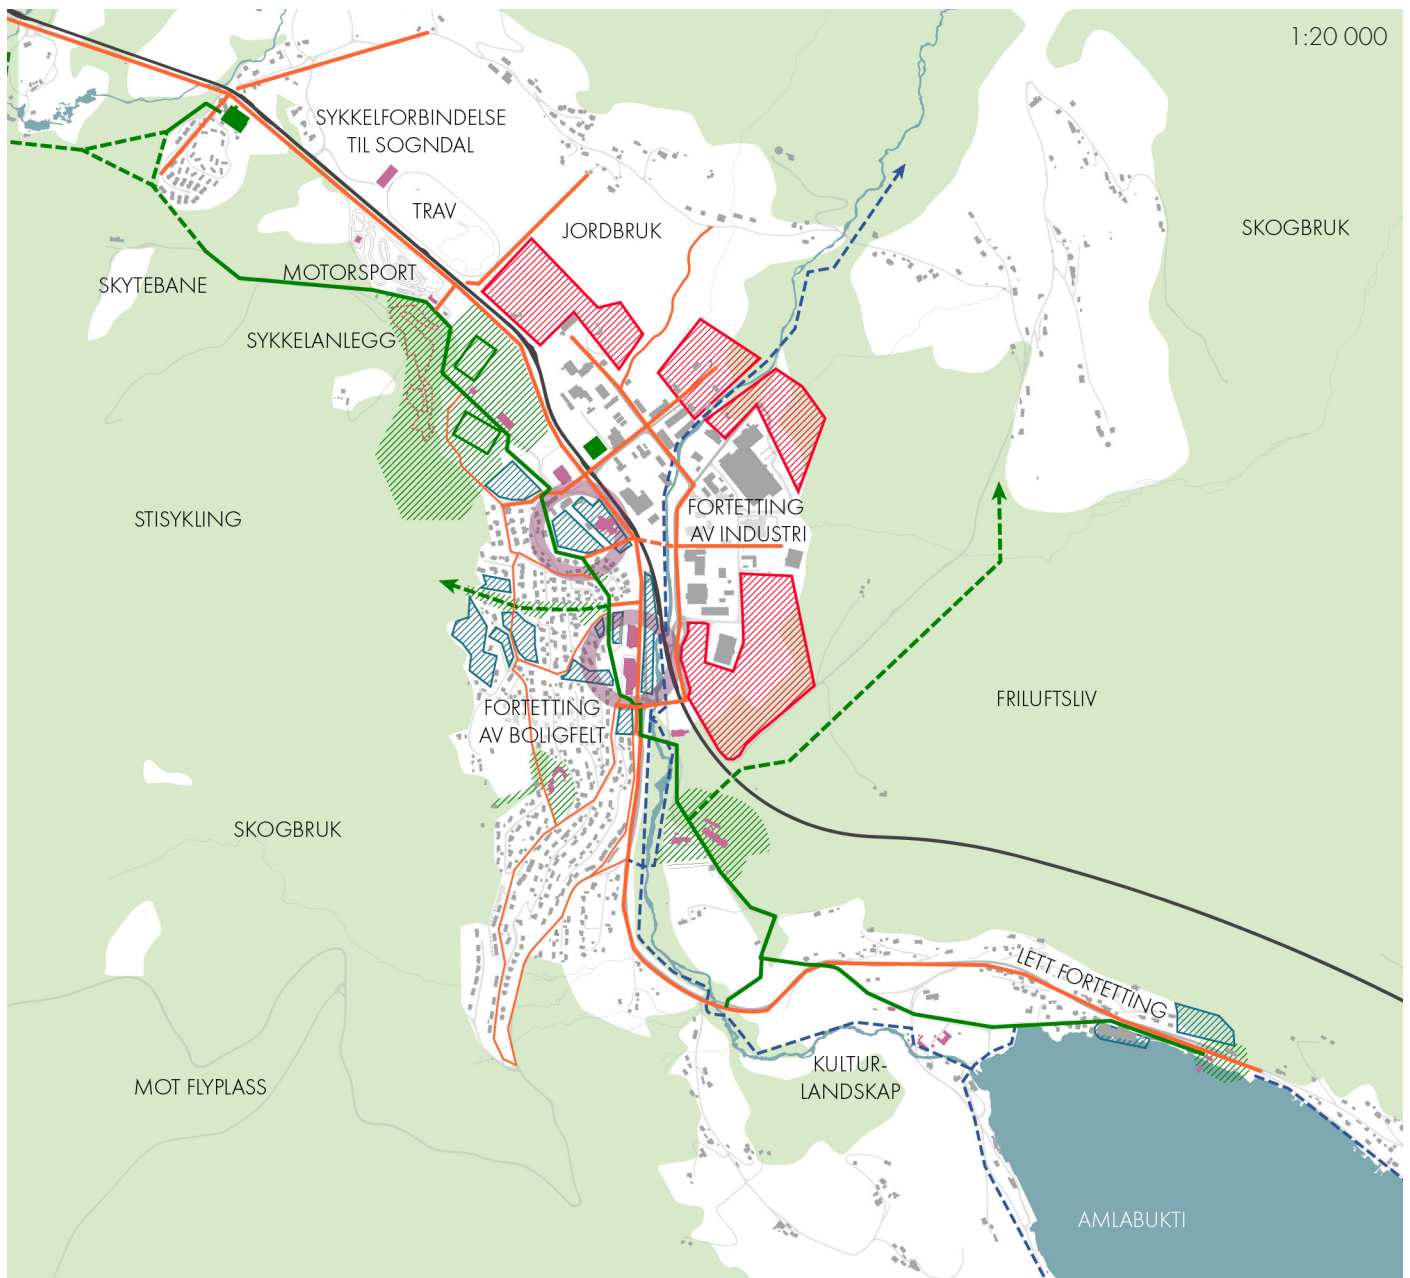 1:20 000
SYKKELFORBINDELSE
TIL SOGNDAL
TRAV
JORDBRUK
SKOGBRUK
MOTORSPORT
SKYTEBANE
SYKKELANLEGG
STISYKLING
FORTETTING
AV INDUSTRI
FRILUFTSLIV
FORTETTING
AV BOLIGFELT
SKOGBRUK
LETT FORTETTING
KULTUR-
LANDSKAP
MOT FLYPLASS
AMLABUKTI